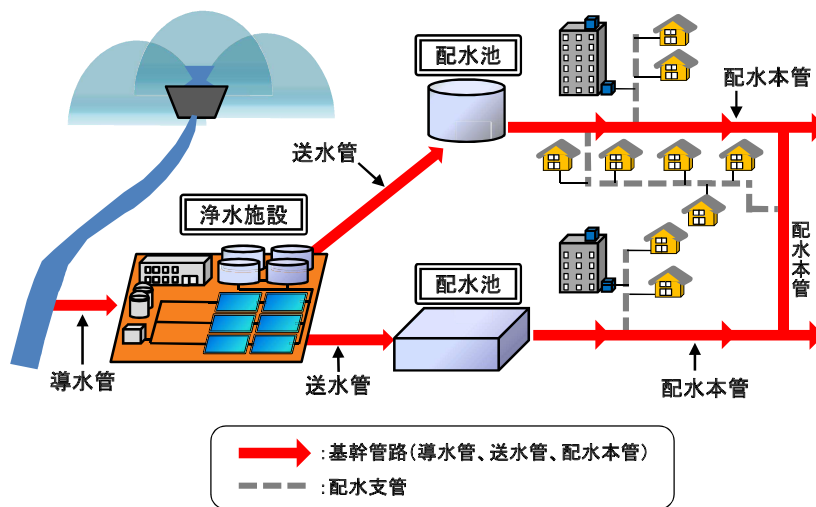 配水池
配水本管
送水管
浄水施設
配水本管
配水池
導水管
送水管
配水本管
：基幹管路（導水管、送水管、配水本管）
：配水支管